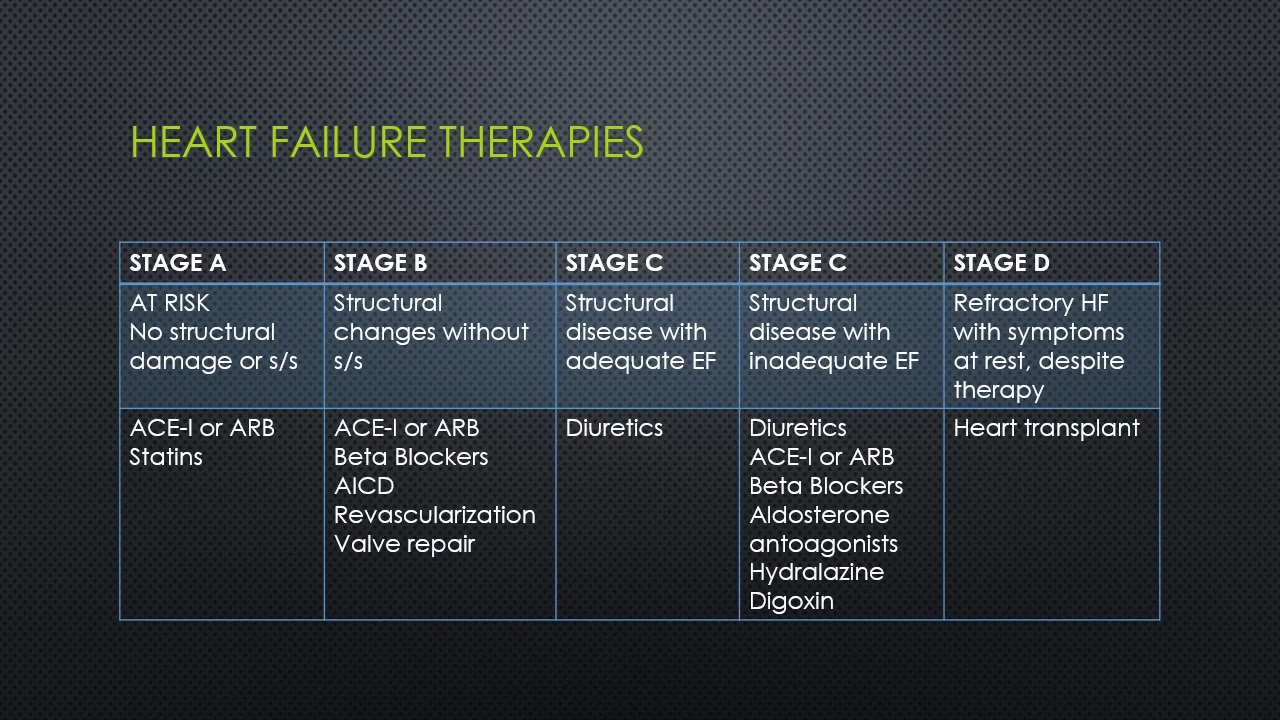 HEART FAILURE THERAPIES
STAGE A
STAGE B
STAGE C
STAGE C
STAGE D
AT RISK
No structural
damage or s/s
Structural
changes without
s/s
Structural
disease with
adequate EF
Structural
disease with
inadequate EF
Refractory HF
with symptoms
at rest, despite
therapy
ACE-I or ARB
Statins
ACE-I or ARB
Beta Blockers
AICD
Revascularization
Valve repair
Diuretics
Diuretics
ACE-I or ARB
Beta Blockers
Aldosterone
antoagonists
Hydralazine
Digoxin
Heart transplant